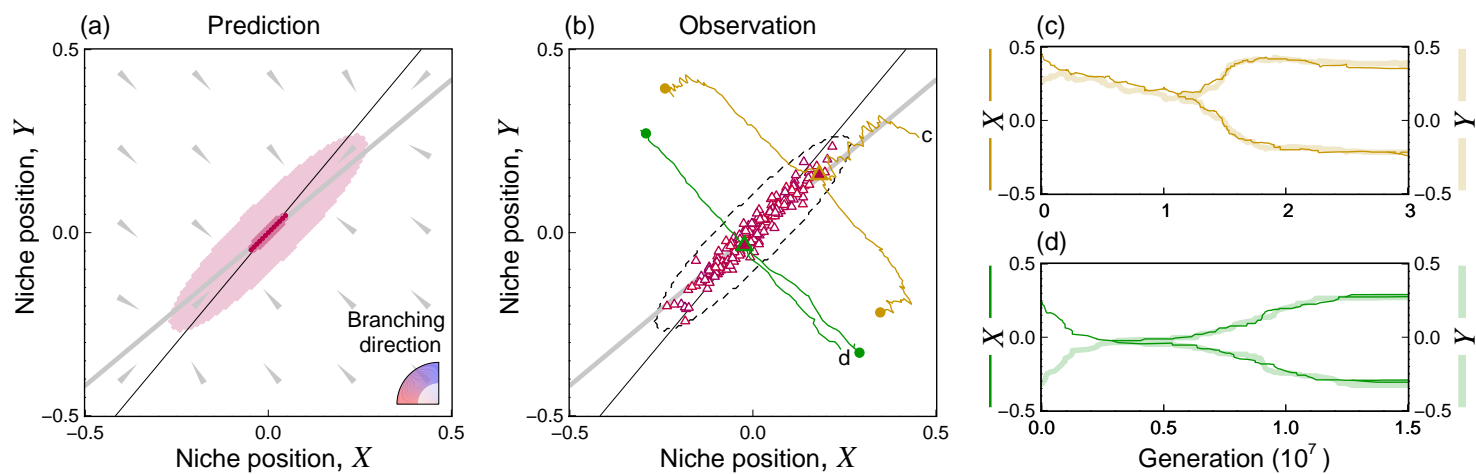 (a) Prediction
0.5
0.0
−0.5
−0.5 0.0 0.5
Niche position, Y
Niche position, X
Branching
direction
(b) Observation
0.5
0.0
−0.5
−0.5 0.0 0.5
Niche position, Y
Niche position, X
c
d
(c)
0.5 0.5
0.0 0.0
−0.5 −0.5
X Y
0 1 2 3
(d)
0.5 0.5
0.0 0.0
−0.5 −0.5
X Y
0.0 0.5 1.0 1.5
Generation (10⁷)